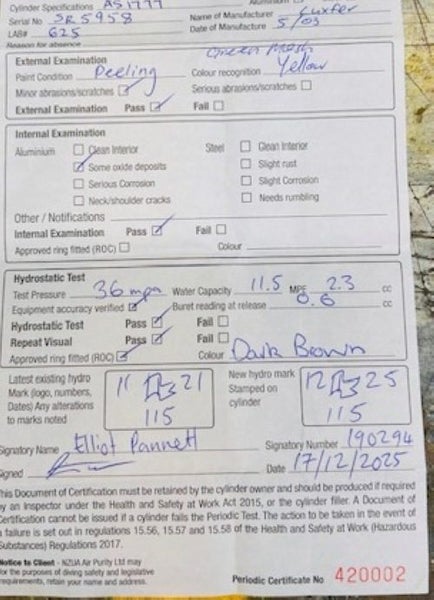 Cylinder Specifications AS1777 Aluminium
Serial No SR5958 Name of Manufacturer Luxfer
LAB# 625 Date of Manufacture 5/03
Reason for absence
External Examination Green Mesh
Paint Condition Peeling Colour recognition Yellow
Minor abrasions/scratches Serious abrasions/scratches
External Examination Pass Fail
Internal Examination
Aluminium Clean Interior Steel Clean Interior
Some oxide deposits Slight rust
Serious Corrosion Slight Corrosion
Neck/shoulder cracks Needs rumbling
Other / Notifications
Internal Examination Pass Fail
Approved ring fitted (ROC) Colour
Hydrostatic Test
Test Pressure 36 mpa Water Capacity 11.5 MPE 2.3 cc
Equipment accuracy verified Buret reading at release 0.6 cc
Hydrostatic Test Pass Fail
Repeat Visual Pass Fail
Approved ring fitted (ROC) Colour Dark Brown
Latest existing hydro 11 21 New hydro mark 12 25
Mark (logo, numbers, Stamped on
Dates) Any alterations 115 cylinder 115
to marks noted
Signatory Name Elliot Pannett Signatory Number 190294
Signed Date 17/12/2025
This Document of Certification must be retained by the cylinder owner and should be produced if required
by an Inspector under the Health and Safety at Work Act 2015, or the cylinder filler. A Document of
Certification cannot be issued if a cylinder fails the Periodic Test. The action to be taken in the event of
a failure is set out in regulations 15.56, 15.57 and 15.58 of the Health and Safety at Work (Hazardous
Substances) Regulations 2017.
Notice to Client - NZUA Air Purity Ltd may
for the purposes of diving safety and legislative
requirements, retain your name and address. Periodic Certificate No 420002